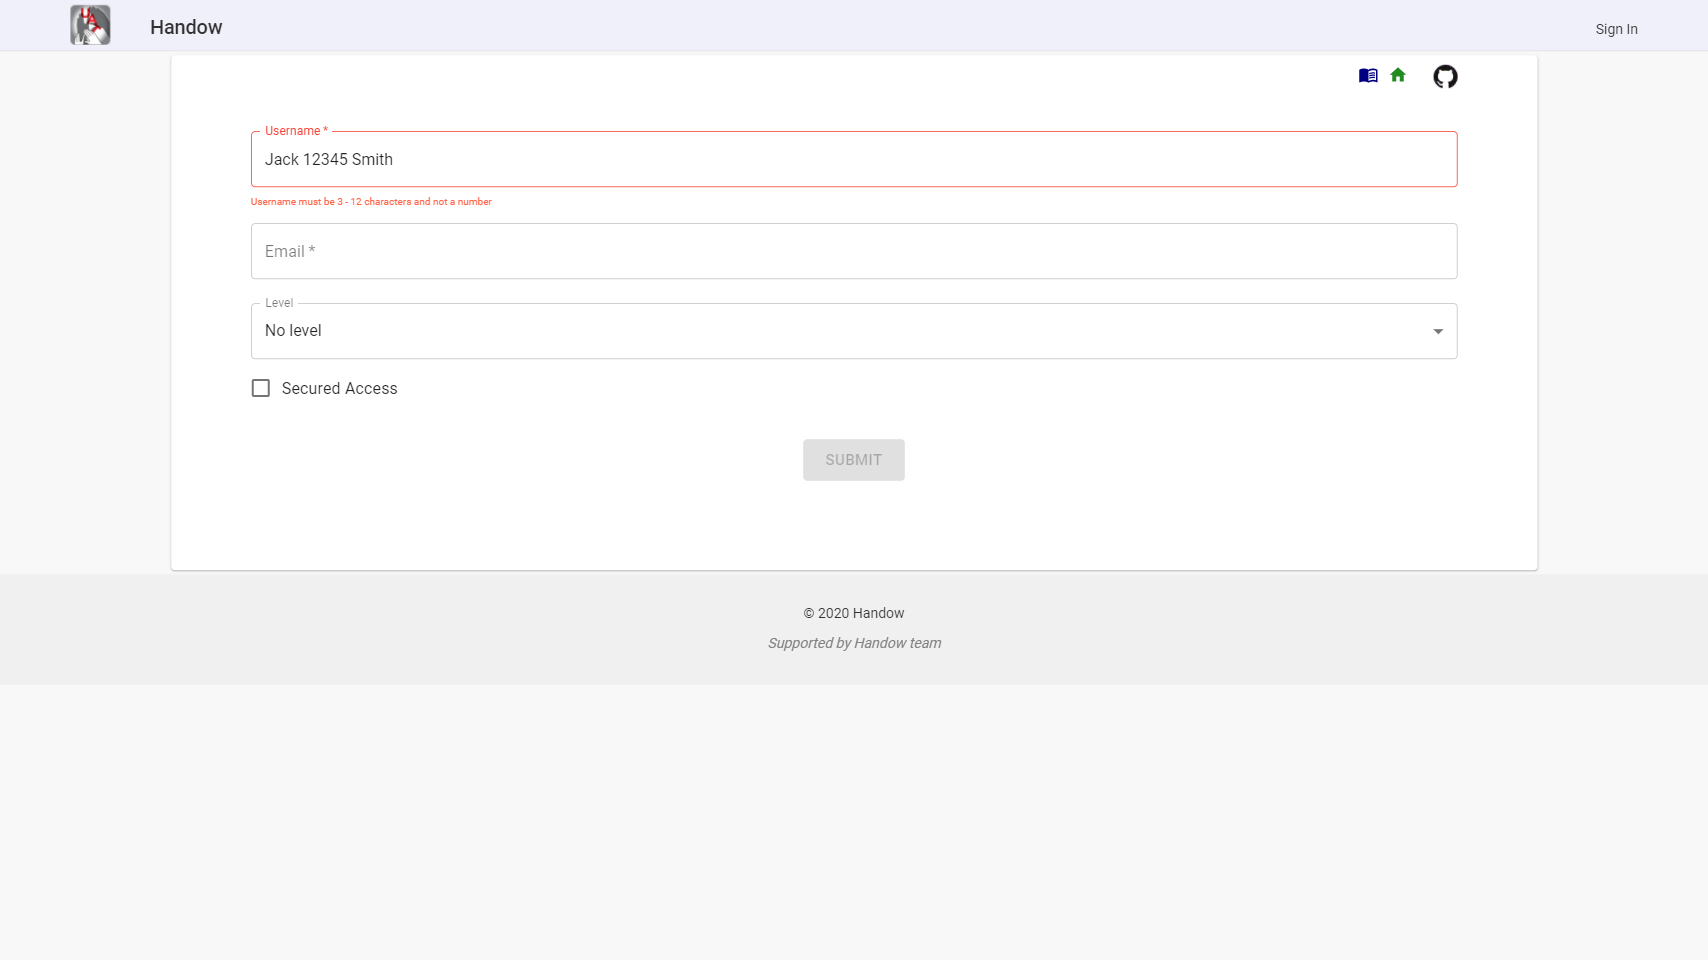 Handow
Sign In
Username *
Jack 12345 Smith
Username must be 3 - 12 characters and not a number
Email *
Level
No level
Secured Access
SUBMIT
© 2020 Handow
Supported by Handow team